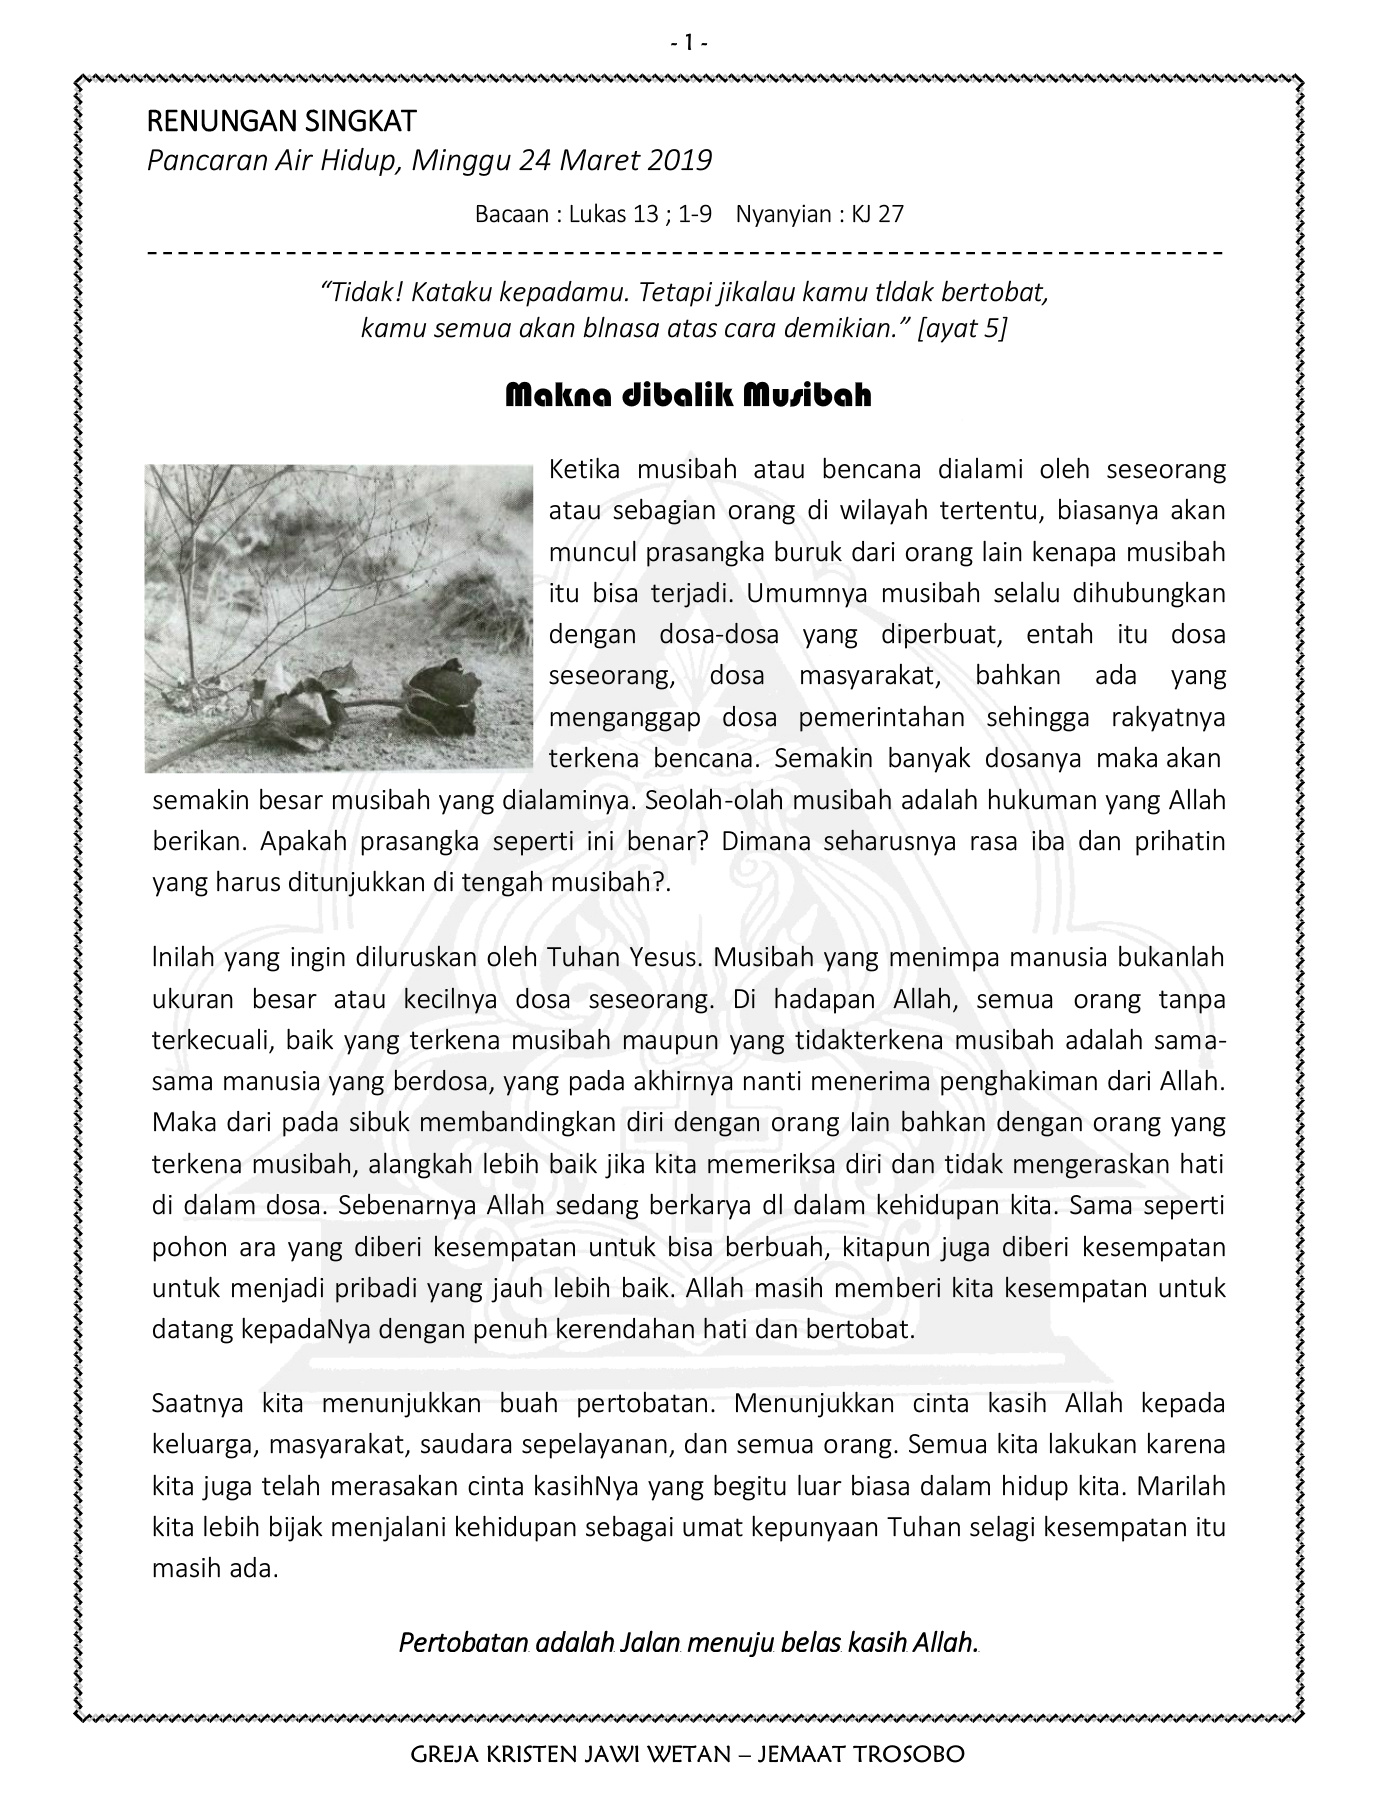 - 1 -
RENUNGAN SINGKAT
Pancaran Air Hidup, Minggu 24 Maret 2019
Bacaan : Lukas 13 ; 1-9 Nyanyian : KJ 27
“Tidak! Kataku kepadamu. Tetapi jikalau kamu tldak bertobat,
kamu semua akan blnasa atas cara demikian.” [ayat 5]
Makna dibalik Musibah
Ketika musibah atau bencana dialami oleh seseorang
atau sebagian orang di wilayah tertentu, biasanya akan
muncul prasangka buruk dari orang lain kenapa musibah
itu bisa terjadi. Umumnya musibah selalu dihubungkan
dengan dosa-dosa yang diperbuat, entah itu dosa
seseorang, dosa masyarakat, bahkan ada yang
menganggap dosa pemerintahan sehingga rakyatnya
terkena bencana. Semakin banyak dosanya maka akan
semakin besar musibah yang dialaminya. Seolah-olah musibah adalah hukuman yang Allah
berikan. Apakah prasangka seperti ini benar? Dimana seharusnya rasa iba dan prihatin
yang harus ditunjukkan di tengah musibah?.
lnilah yang ingin diluruskan oleh Tuhan Yesus. Musibah yang menimpa manusia bukanlah
ukuran besar atau kecilnya dosa seseorang. Di hadapan Allah, semua orang tanpa
terkecuali, baik yang terkena musibah maupun yang tidakterkena musibah adalah sama-
sama manusia yang berdosa, yang pada akhirnya nanti menerima penghakiman dari Allah.
Maka dari pada sibuk membandingkan diri dengan orang lain bahkan dengan orang yang
terkena musibah, alangkah lebih baik jika kita memeriksa diri dan tidak mengeraskan hati
di dalam dosa. Sebenarnya Allah sedang berkarya dl dalam kehidupan kita. Sama seperti
pohon ara yang diberi kesempatan untuk bisa berbuah, kitapun juga diberi kesempatan
untuk menjadi pribadi yang jauh lebih baik. Allah masih memberi kita kesempatan untuk
datang kepadaNya dengan penuh kerendahan hati dan bertobat.
Saatnya kita menunjukkan buah pertobatan. Menunjukkan cinta kasih Allah kepada
keluarga, masyarakat, saudara sepelayanan, dan semua orang. Semua kita lakukan karena
kita juga telah merasakan cinta kasihNya yang begitu luar biasa dalam hidup kita. Marilah
kita lebih bijak menjalani kehidupan sebagai umat kepunyaan Tuhan selagi kesempatan itu
masih ada.
Pertobatan adalah Jalan menuju belas kasih Allah.
GREJA KRISTEN JAWI WETAN – JEMAAT TROSOBO